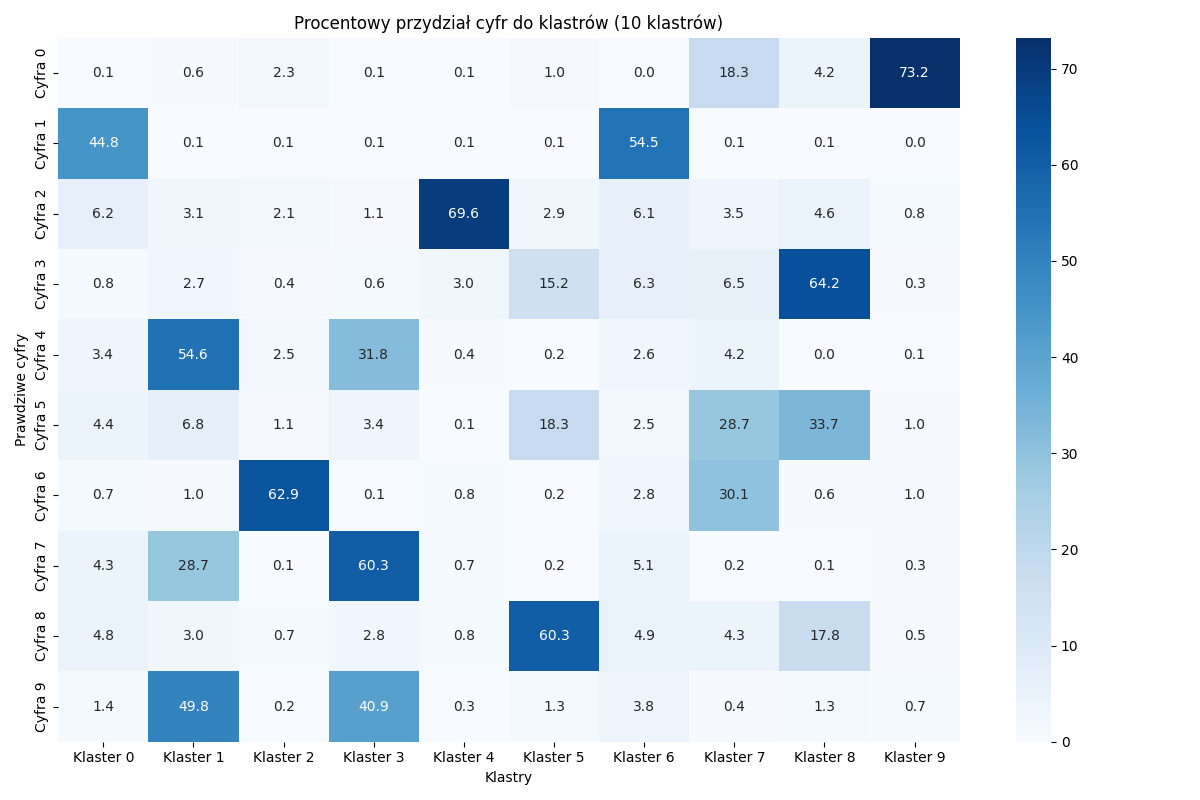 Procentowy przydział cyfr do klastrów (10 klastrów)
Prawdziwe cyfry
Cyfra 0 0.1 0.6 2.3 0.1 0.1 1.0 0.0 18.3 4.2 73.2
Cyfra 1 44.8 0.1 0.1 0.1 0.1 0.1 54.5 0.1 0.1 0.0
Cyfra 2 6.2 3.1 2.1 1.1 69.6 2.9 6.1 3.5 4.6 0.8
Cyfra 3 0.8 2.7 0.4 0.6 3.0 15.2 6.3 6.5 64.2 0.3
Cyfra 4 3.4 54.6 2.5 31.8 0.4 0.2 2.6 4.2 0.0 0.1
Cyfra 5 4.4 6.8 1.1 3.4 0.1 18.3 2.5 28.7 33.7 1.0
Cyfra 6 0.7 1.0 62.9 0.1 0.8 0.2 2.8 30.1 0.6 1.0
Cyfra 7 4.3 28.7 0.1 60.3 0.7 0.2 5.1 0.2 0.1 0.3
Cyfra 8 4.8 3.0 0.7 2.8 0.8 60.3 4.9 4.3 17.8 0.5
Cyfra 9 1.4 49.8 0.2 40.9 0.3 1.3 3.8 0.4 1.3 0.7
Klaster 0 Klaster 1 Klaster 2 Klaster 3 Klaster 4 Klaster 5 Klaster 6 Klaster 7 Klaster 8 Klaster 9
Klastry
70
60
50
40
30
20
10
0